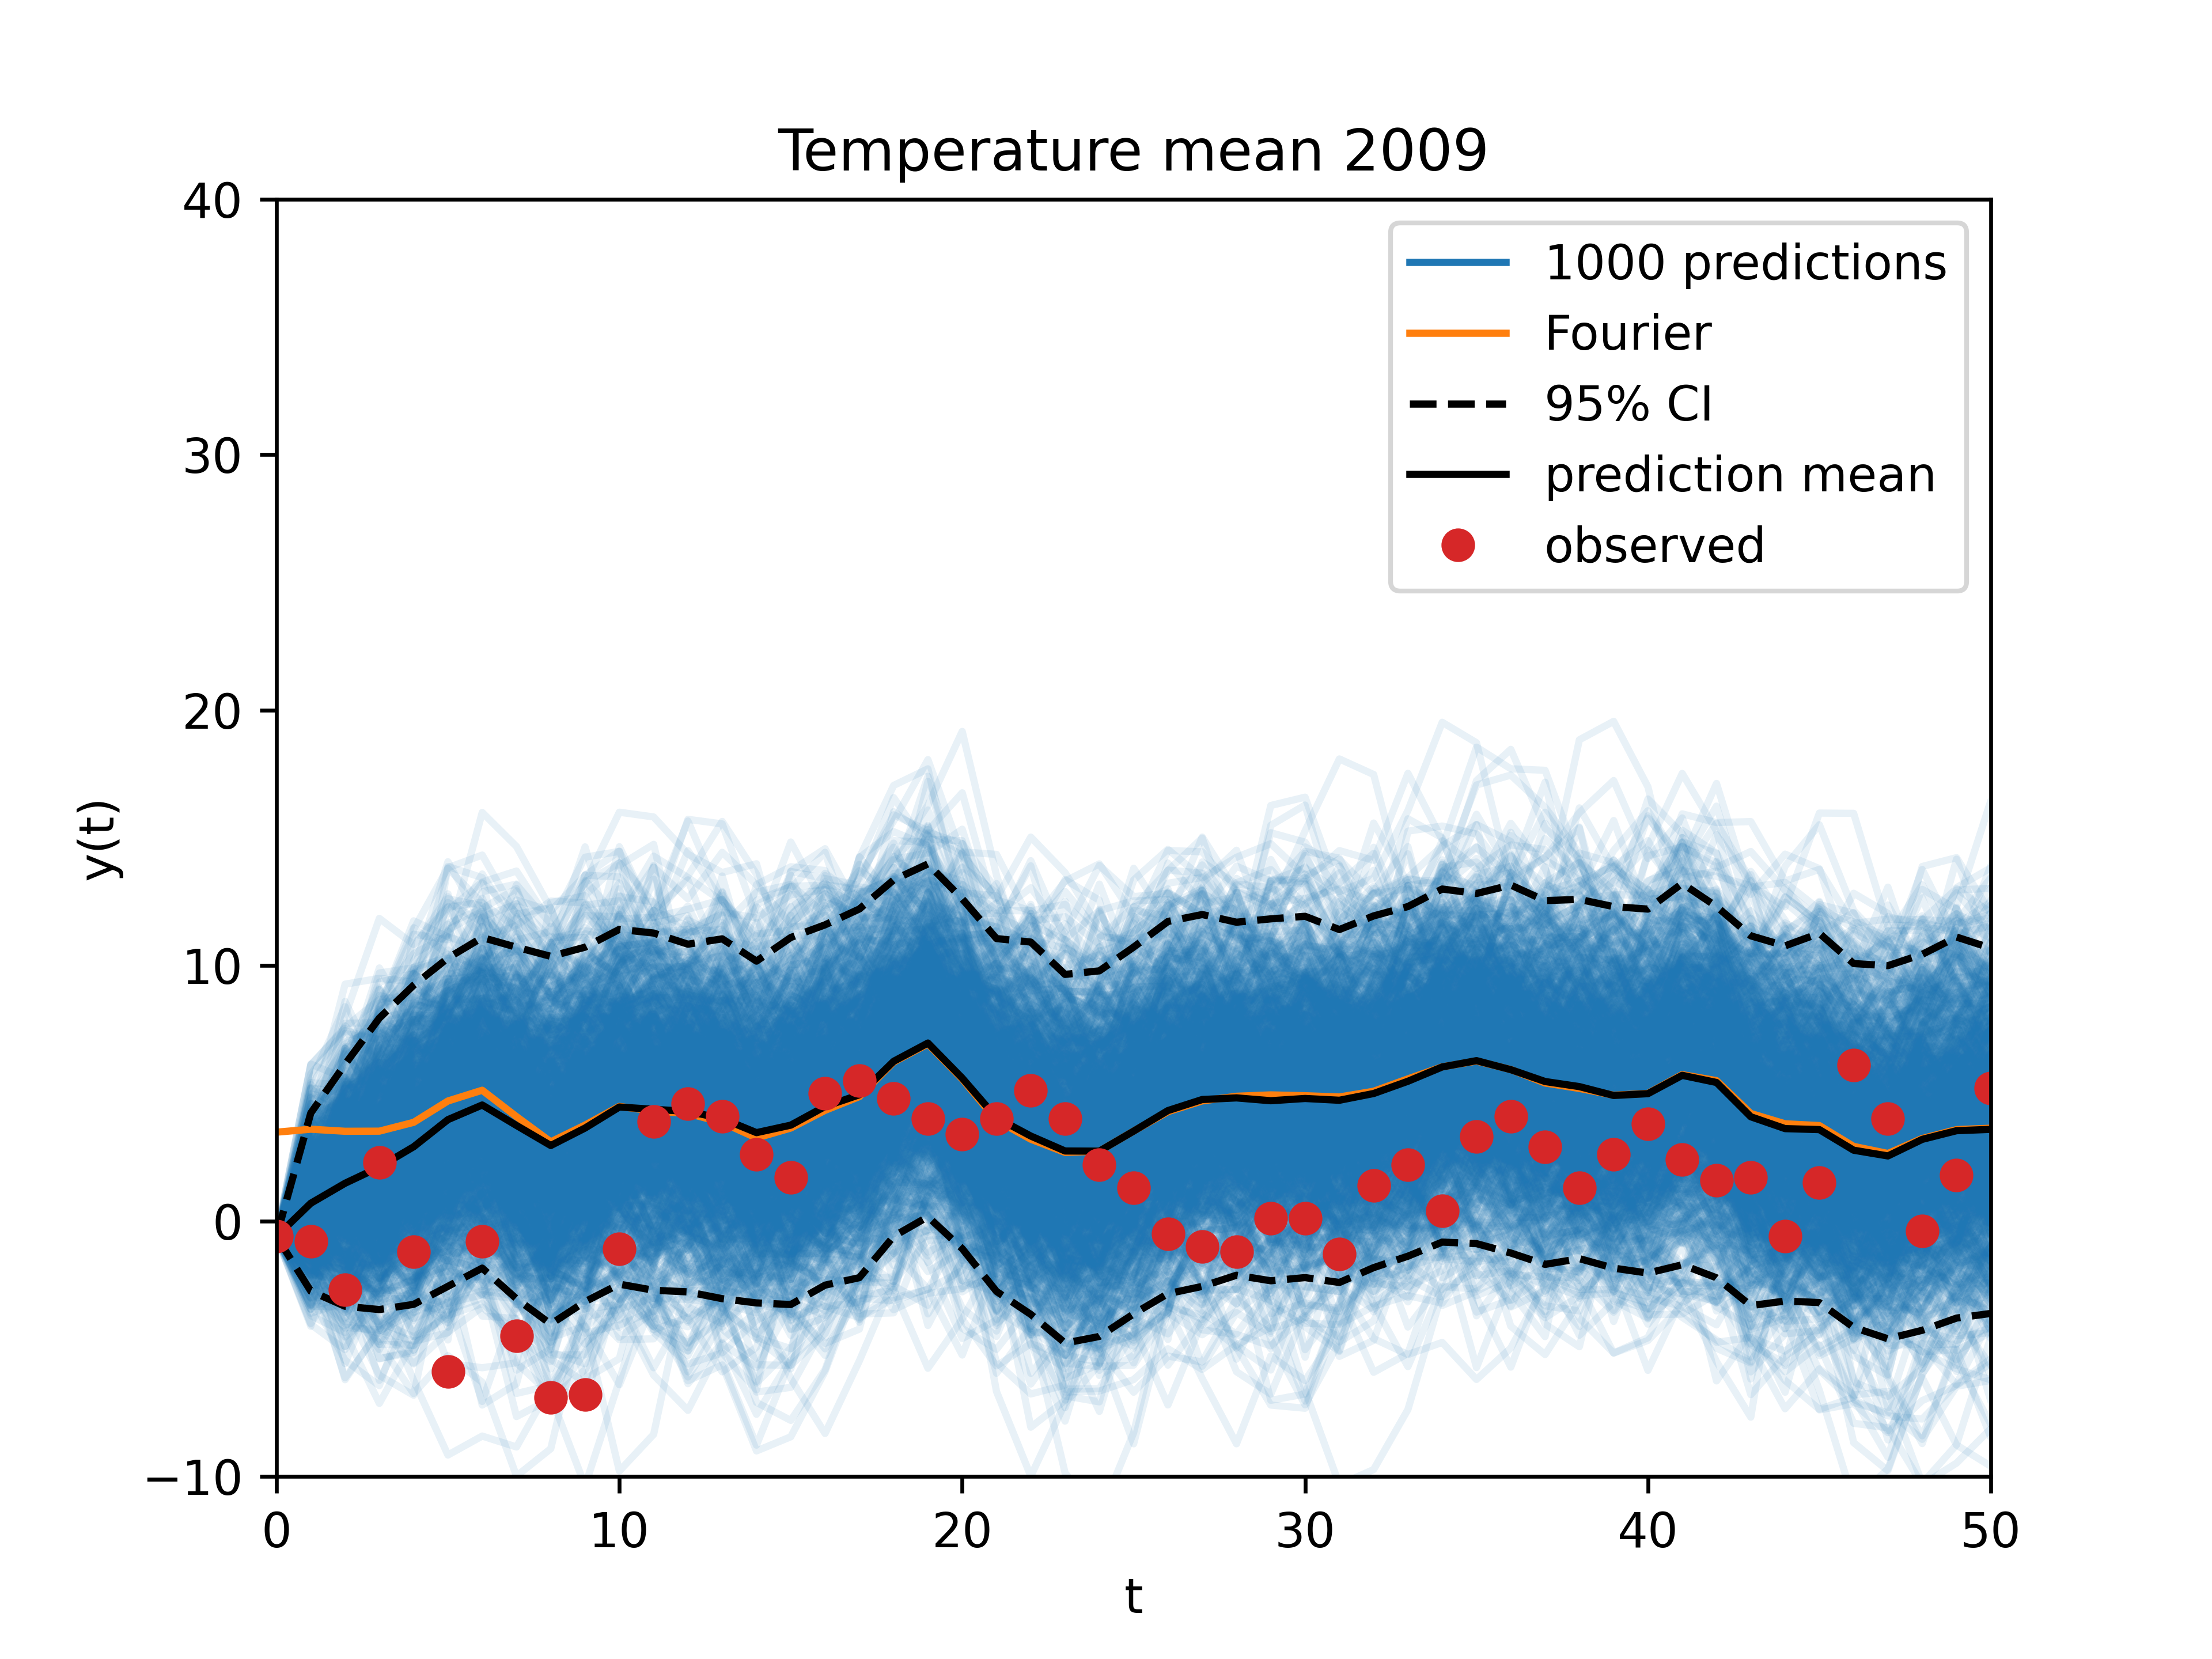 Temperature mean 2009
40
30
20
10
0
−10
y(t)
1000 predictions
Fourier
95% CI
prediction mean
observed
0 10 20 30 40 50
t